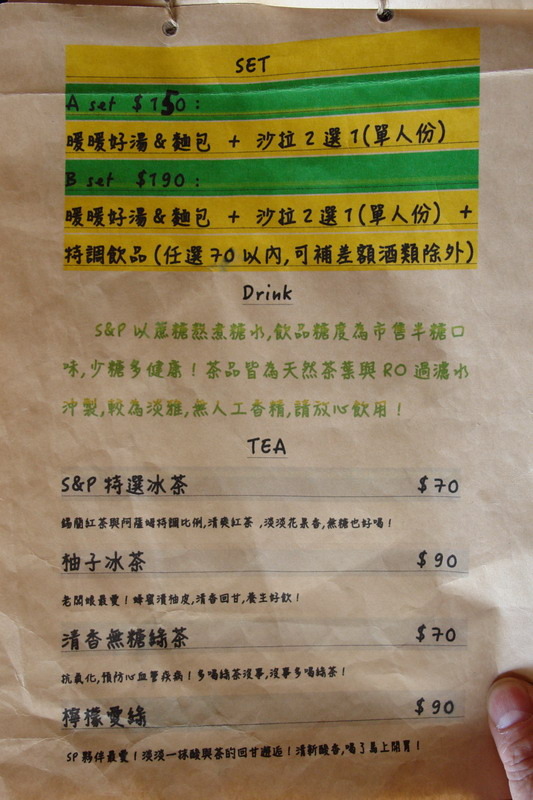 SET
A set $150:
暖暖好湯&麵包 + 沙拉2選1(單人份)
B set $190:
暖暖好湯&麵包 + 沙拉2選1(單人份) +
特調飲品(任選70以內,可補差額酒類除外)
Drink
S&P以蔗糖熬煮糖水,飲品糖度為市售半糖口
味,少糖多健康!茶品皆為天然茶葉與RO過濾水
沖製,較為淡雅,無人工香精,請放心飲用!
TEA
S&P 特選冰茶 $70
錫蘭紅茶與阿薩姆特調比例,清爽紅茶,淡淡花果香,無糖也好喝!
柚子冰茶 $90
老闆娘最愛!蜂蜜漬柚皮,清香回甘,養生好飲!
清香無糖綠茶 $70
抗氧化,預防心血管疾病!多喝綠茶沒事,沒事多喝綠茶!
檸檬愛綠 $90
SP夥伴最愛!淡淡一抹酸與茶的回甘邂逅!清新酸香,喝了馬上開胃!